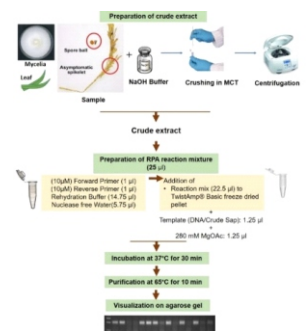 Preparation of crude extract
Mycelia
Leaf
Spore ball
Asymptomatic spikelet
Sample
+
NaOH Buffer
Crushing in MCT
Centrifugation
Crude extract
Preparation of RPA reaction mixture
(25 µl)
(10µM) Forward Primer (1 µl)
(10µM) Reverse Primer (1 µl)
Rehydration Buffer (14.75 µl)
Nuclease free Water(5.75 µl)
Addition of
• Reaction mix (22.5 µl) to
TwistAmp® Basic freeze dried
pellet
+
Template (DNA/Crude Sap): 1.25 µl
+
280 mM MgOAc: 1.25 µl
Incubation at 37°C for 30 min
Purification at 65°C for 10 min
Visualization on agarose gel